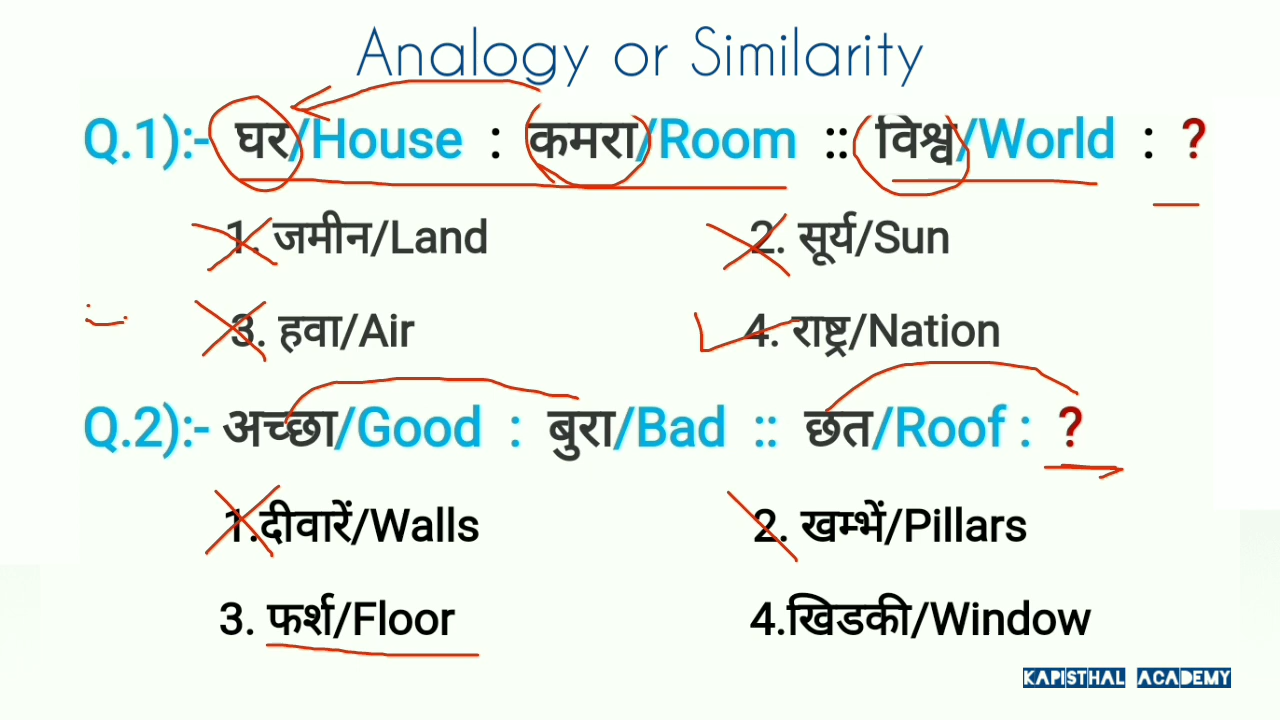 Analogy or Similarity
Q.1):- घर/House : कमरा/Room :: विश्व/World : ?
1. जमीन/Land 2. सूर्य/Sun
3. हवा/Air 4. राष्ट्र/Nation
Q.2):- अच्छा/Good : बुरा/Bad :: छत/Roof : ?
1.दीवारें/Walls 2. खम्भें/Pillars
3. फर्श/Floor 4.खिडकी/Window
KAPISTHAL ACADEMY